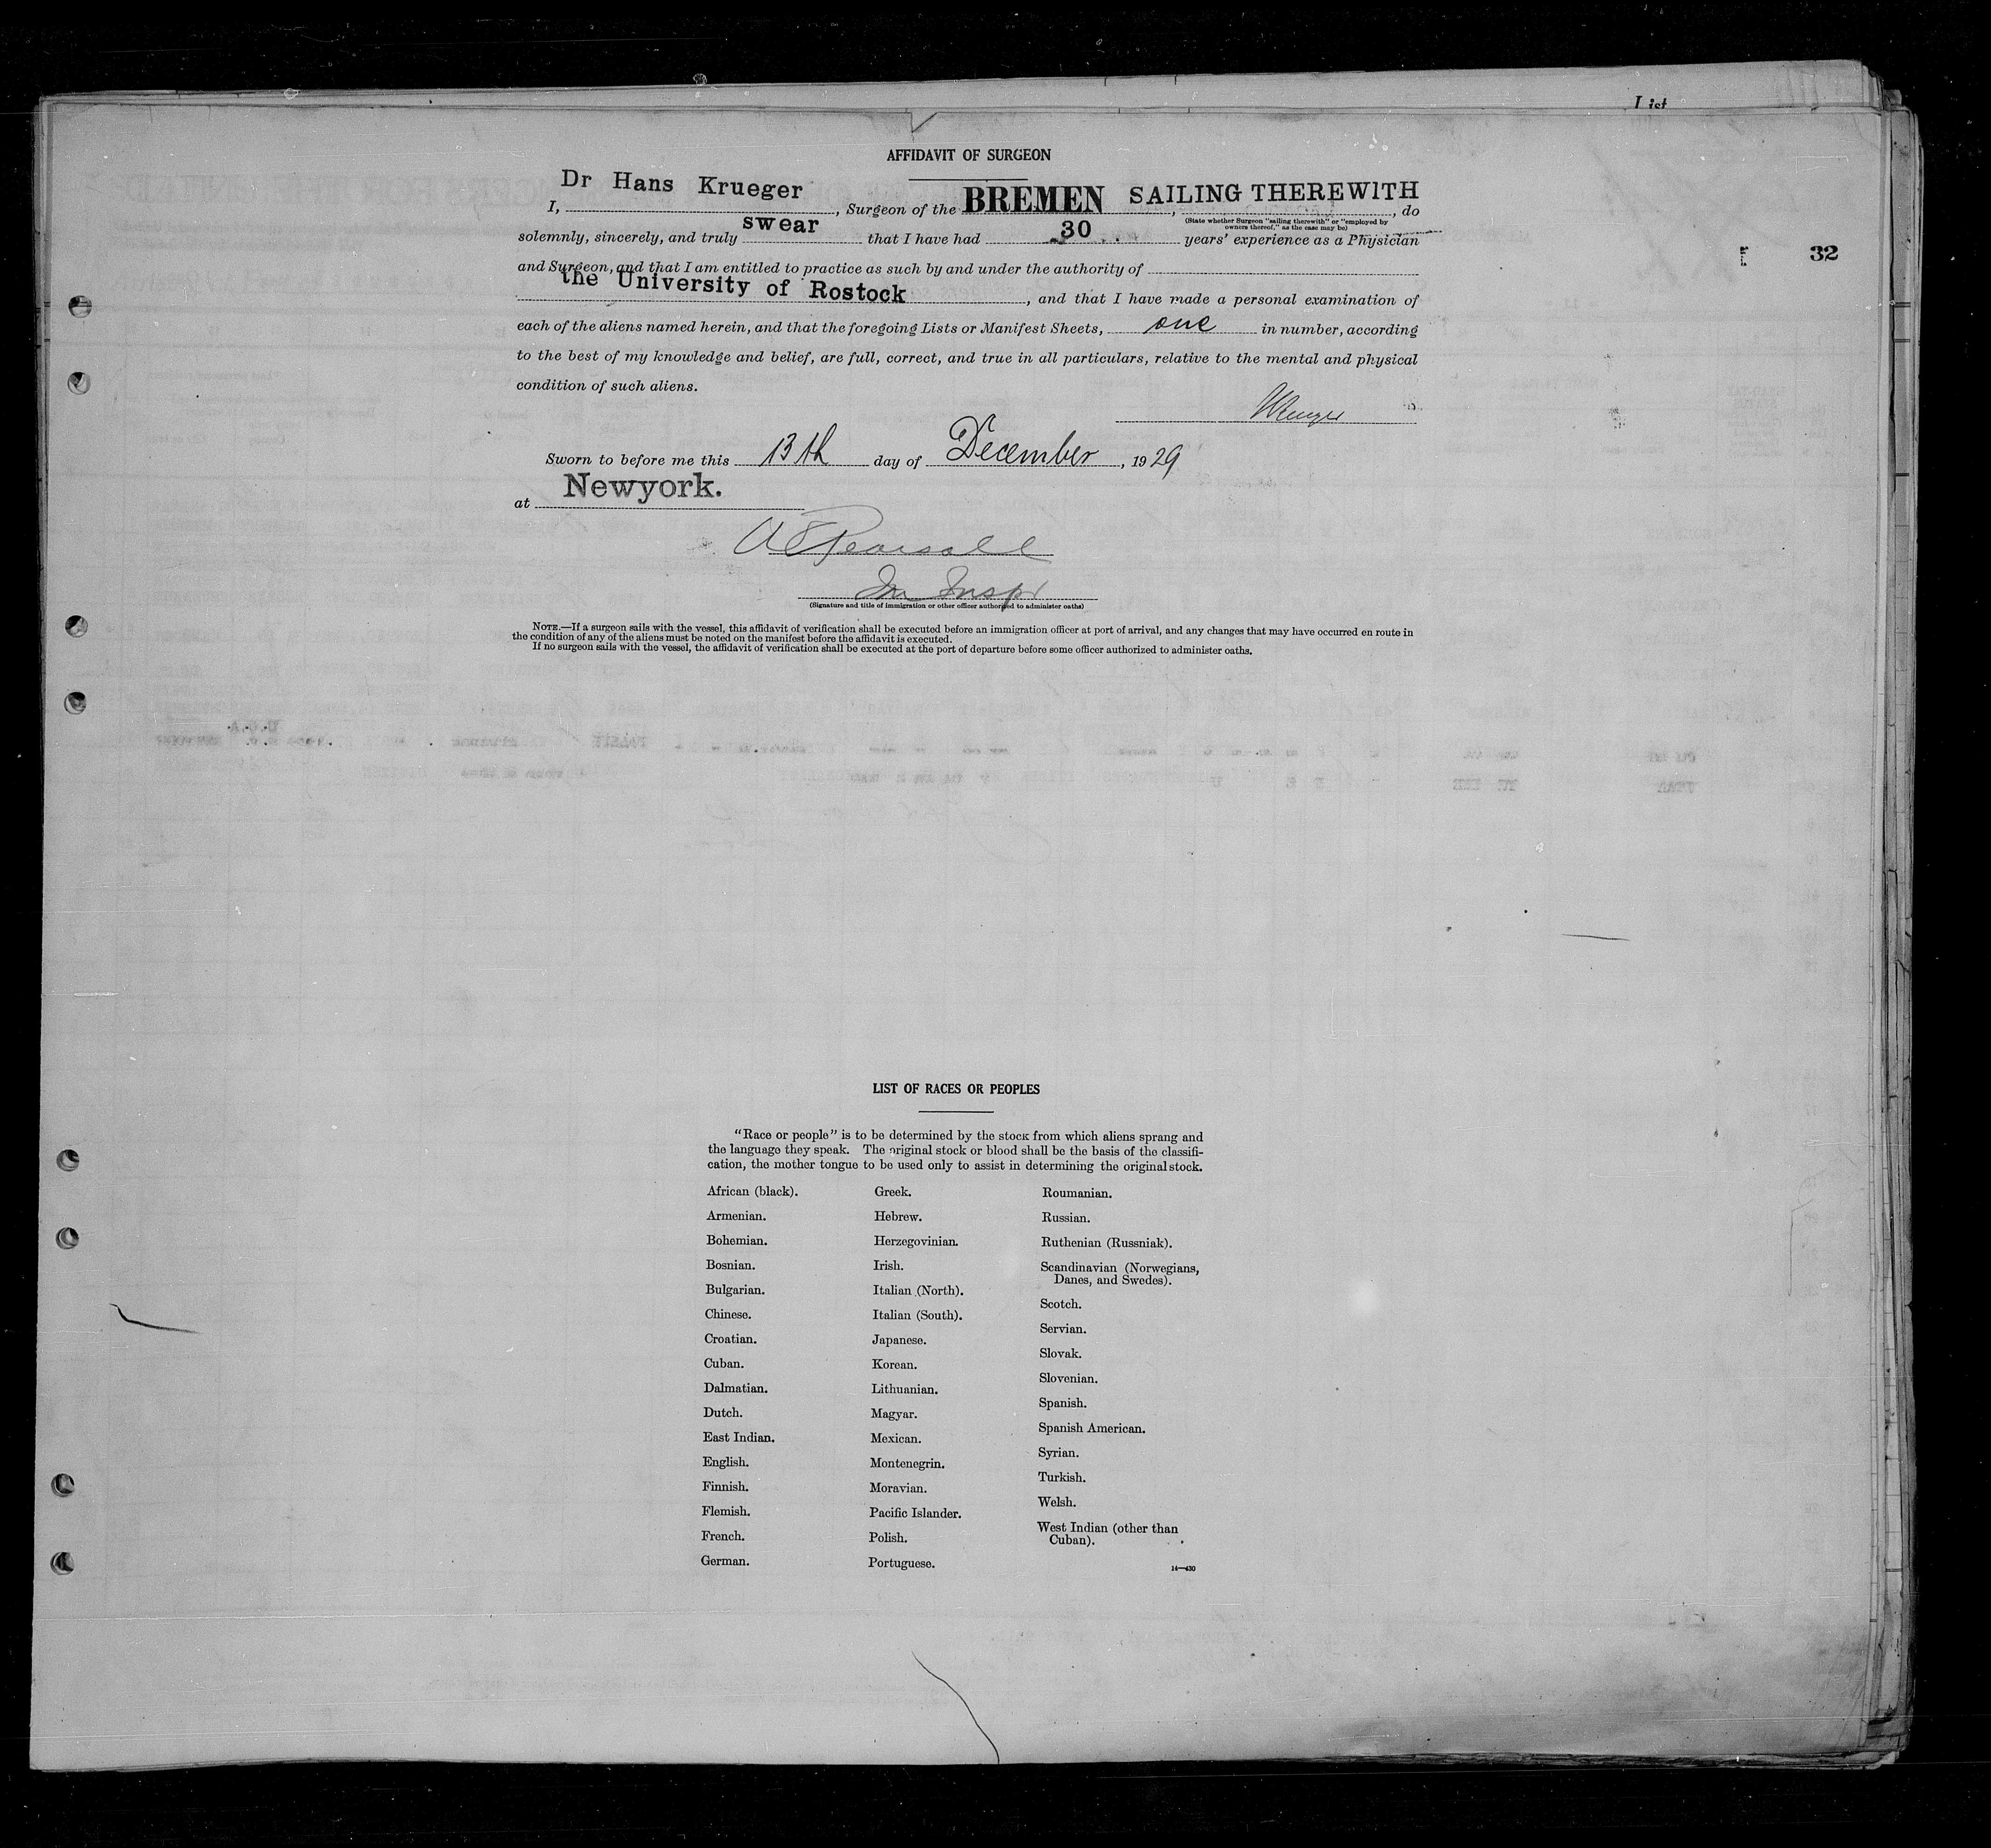 List
AFFIDAVIT OF SURGEON
I, Dr Hans Krueger, Surgeon of the BREMEN, SAILING THEREWITH, do
(State whether Surgeon "sailing therewith" or "employed by owners thereof," as the case may be)
solemnly, sincerely, and truly swear that I have had 30 years' experience as a Physician
32
and Surgeon, and that I am entitled to practice as such by and under the authority of
the University of Rostock, and that I have made a personal examination of
each of the aliens named herein, and that the foregoing Lists or Manifest Sheets, one in number, according
to the best of my knowledge and belief, are full, correct, and true in all particulars, relative to the mental and physical
condition of such aliens.
Sworn to before me this 13th day of December, 1929
at Newyork.
A E Pearsall
Im Inspr
(Signature and title of immigration or other officer authorized to administer oaths)
NOTE.—If a surgeon sails with the vessel, this affidavit of verification shall be executed before an immigration officer at port of arrival, and any changes that may have occurred en route in
the condition of any of the aliens must be noted on the manifest before the affidavit is executed.
If no surgeon sails with the vessel, the affidavit of verification shall be executed at the port of departure before some officer authorized to administer oaths.
LIST OF RACES OR PEOPLES
"Race or people" is to be determined by the stock from which aliens sprang and
the language they speak. The original stock or blood shall be the basis of the classifi-
cation, the mother tongue to be used only to assist in determining the original stock.
African (black).
Armenian.
Bohemian.
Bosnian.
Bulgarian.
Chinese.
Croatian.
Cuban.
Dalmatian.
Dutch.
East Indian.
English.
Finnish.
Flemish.
French.
German.
Greek.
Hebrew.
Herzegovinian.
Irish.
Italian (North).
Italian (South).
Japanese.
Korean.
Lithuanian.
Magyar.
Mexican.
Montenegrin.
Moravian.
Pacific Islander.
Polish.
Portuguese.
Roumanian.
Russian.
Ruthenian (Russniak).
Scandinavian (Norwegians,
Danes, and Swedes).
Scotch.
Servian.
Slovak.
Slovenian.
Spanish.
Spanish American.
Syrian.
Turkish.
Welsh.
West Indian (other than
Cuban).
14—430